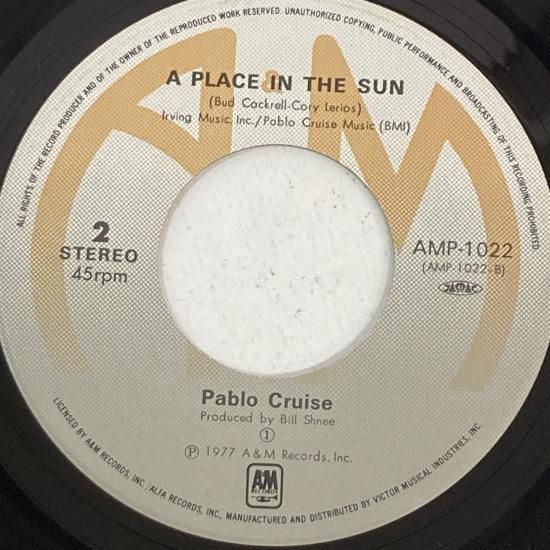 ALL RIGHTS OF THE RECORD PRODUCER AND OF THE OWNER OF THE REPRODUCED WORK RESERVED. UNAUTHORIZED COPYING, PUBLIC PERFORMANCE AND BROADCASTING OF THIS RECORDING PROHIBITED.
A PLACE IN THE SUN
(Bud Cockrell-Cory Lerios)
Irving Music, Inc./Pablo Cruise Music (BMI)
2
STEREO
45rpm
AMP-1022
(AMP-1022-B)
JASRAC
A&M
Pablo Cruise
Produced by Bill Shnee
①
Ⓟ 1977 A&M Records, Inc.
A&M
RECORDS
LICENSED BY A&M RECORDS, INC./ALFA RECORDS, INC., MANUFACTURED AND DISTRIBUTED BY VICTOR MUSICAL INDUSTRIES, INC.